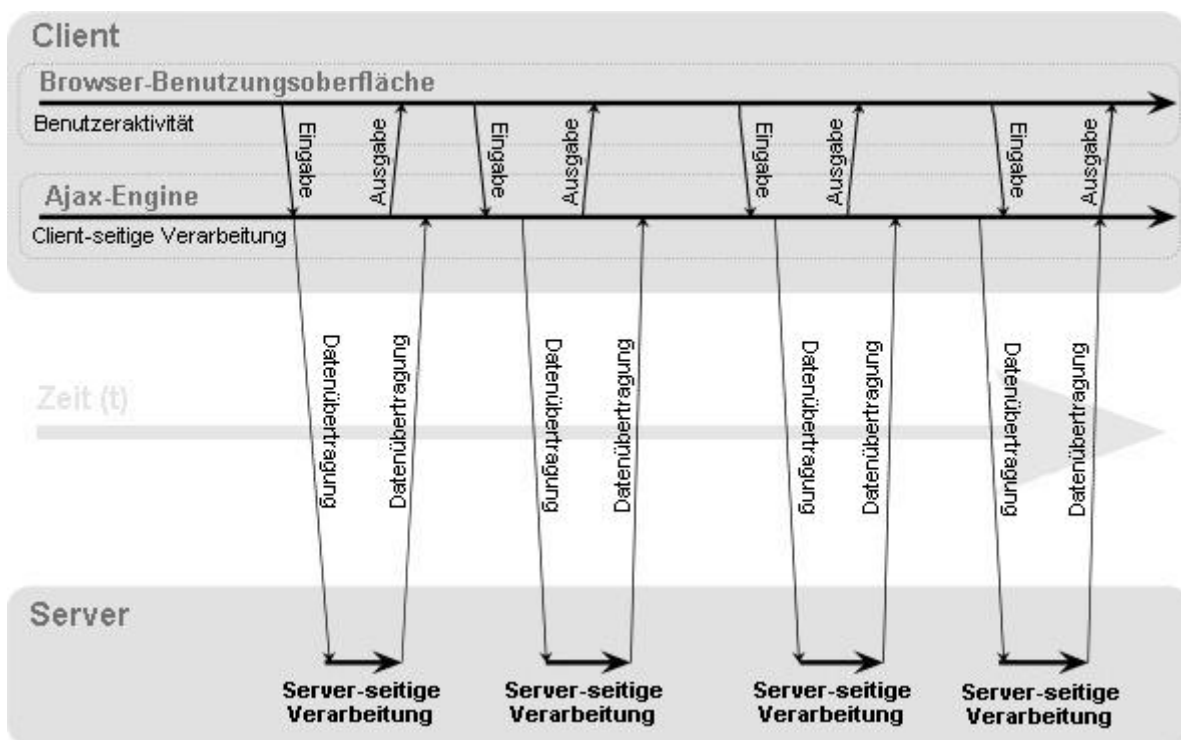 Client
Browser-Benutzungsoberfläche
Benutzeraktivität
Eingabe
Ausgabe
Eingabe
Ausgabe
Eingabe
Ausgabe
Eingabe
Ausgabe
Ajax-Engine
Client-seitige Verarbeitung
Datenübertragung
Datenübertragung
Datenübertragung
Datenübertragung
Datenübertragung
Datenübertragung
Datenübertragung
Datenübertragung
Zeit (t)
Server
Server-seitige
Verarbeitung
Server-seitige
Verarbeitung
Server-seitige
Verarbeitung
Server-seitige
Verarbeitung